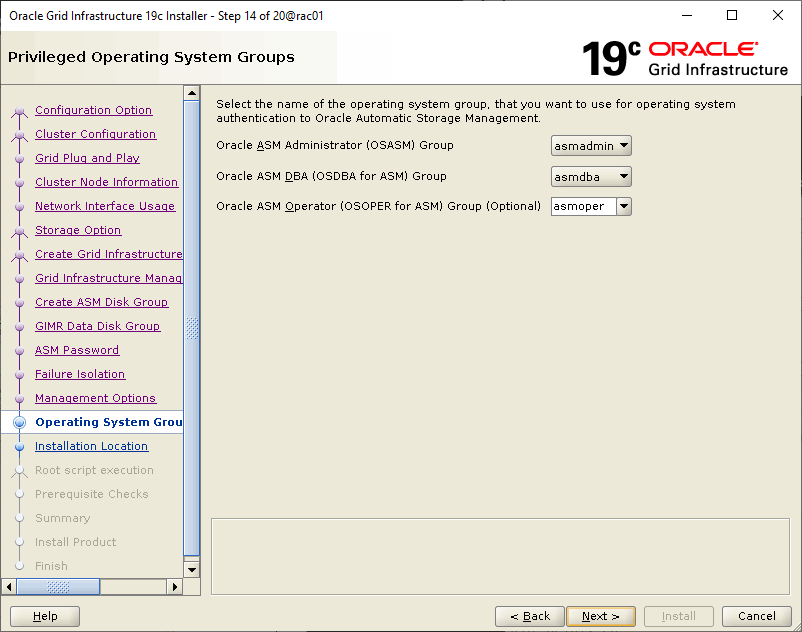 Oracle Grid Infrastructure 19c Installer - Step 14 of 20@rac01
Privileged Operating System Groups
19c ORACLE
Grid Infrastructure
Configuration Option
Cluster Configuration
Grid Plug and Play
Cluster Node Information
Network Interface Usage
Storage Option
Create Grid Infrastructure
Grid Infrastructure Manag
Create ASM Disk Group
GIMR Data Disk Group
ASM Password
Failure Isolation
Management Options
Operating System Grou
Installation Location
Root script execution
Prerequisite Checks
Summary
Install Product
Finish
Select the name of the operating system group, that you want to use for operating system
authentication to Oracle Automatic Storage Management.
Oracle ASM Administrator (OSASM) Group asmadmin
Oracle ASM DBA (OSDBA for ASM) Group asmdba
Oracle ASM Operator (OSOPER for ASM) Group (Optional) asmoper
Help < Back Next > Install Cancel